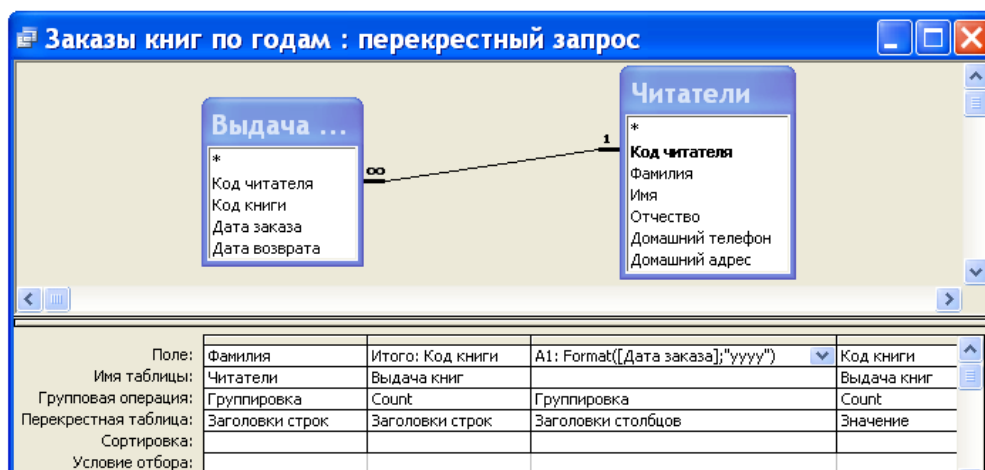 Заказы книг по годам : перекрестный запрос
Выдача ...
*
Код читателя
Код книги
Дата заказа
Дата возврата
∞
1
Читатели
*
Код читателя
Фамилия
Имя
Отчество
Домашний телефон
Домашний адрес
Поле: Фамилия Итого: Код книги A1: Format([Дата заказа];"yyyy") Код книги
Имя таблицы: Читатели Выдача книг Выдача книг
Групповая операция: Группировка Count Группировка Count
Перекрестная таблица: Заголовки строк Заголовки строк Заголовки столбцов Значение
Сортировка:
Условие отбора: